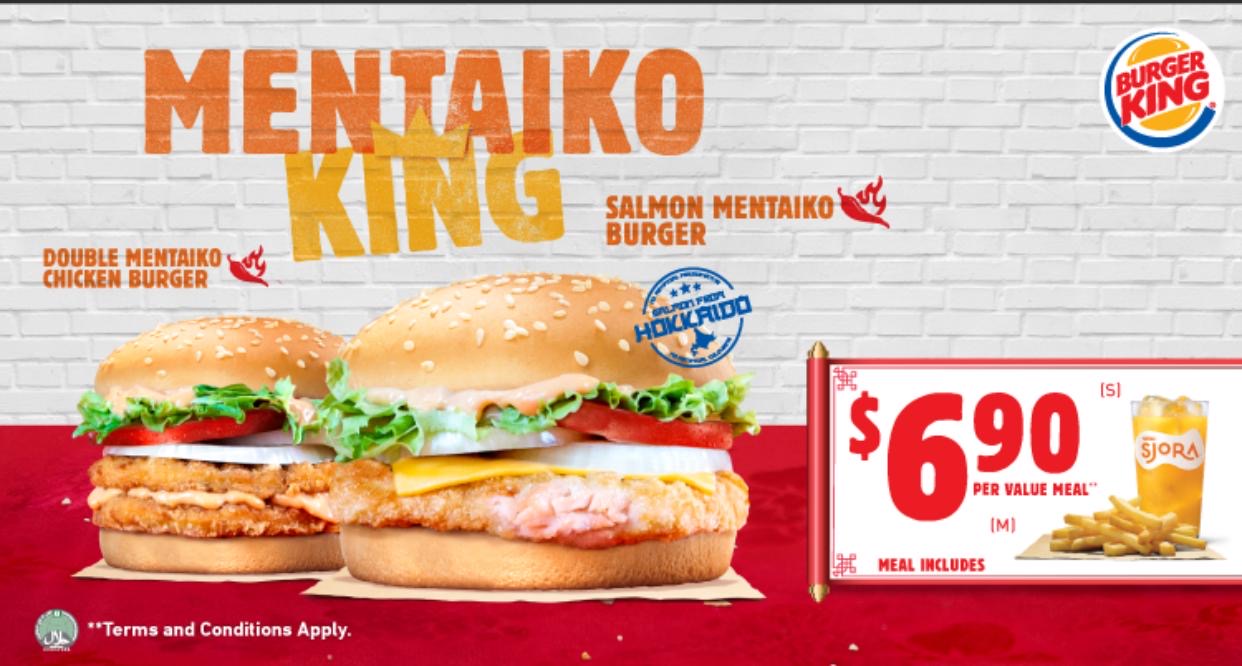 MENTAIKO
KING
BURGER
KING
®
SALMON MENTAIKO
BURGER
DOUBLE MENTAIKO
CHICKEN BURGER
SALMON FROM
HOKKAIDO
$6.90
(S)
PER VALUE MEAL**
SJORA
(M)
MEAL INCLUDES
**Terms and Conditions Apply.